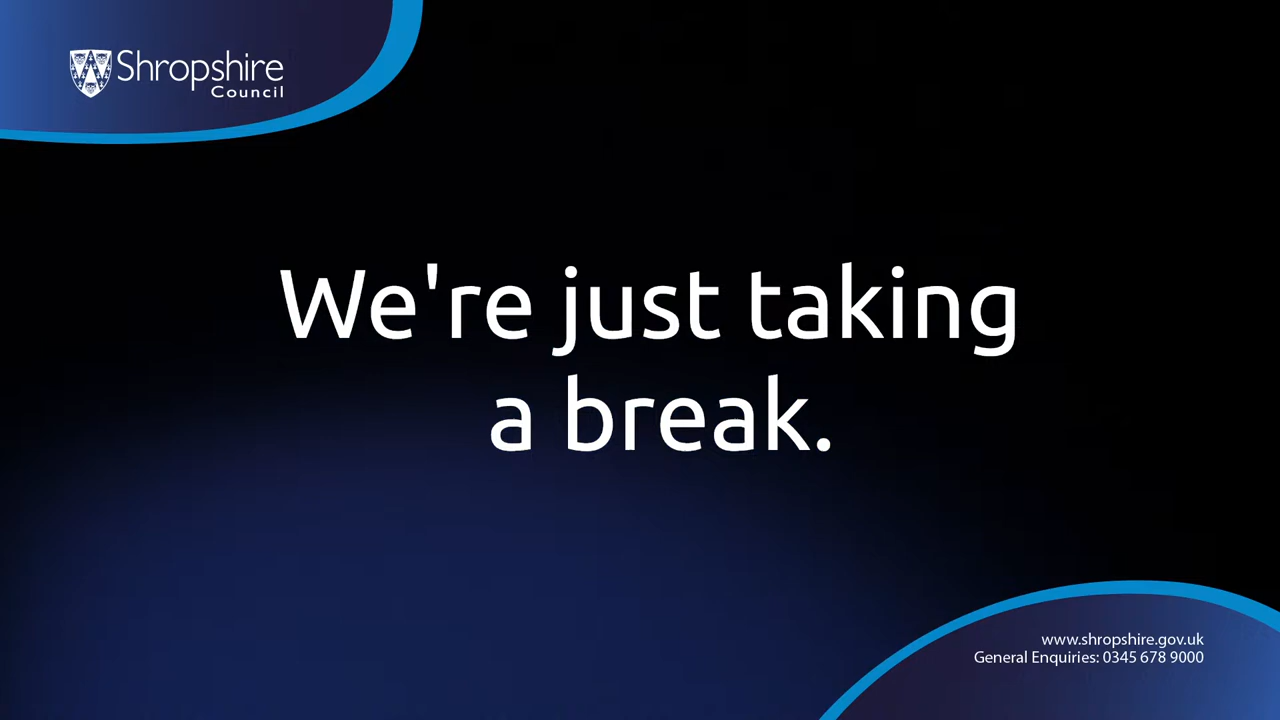 Shropshire
Council
We're just taking
a break.
www.shropshire.gov.uk
General Enquiries: 0345 678 9000